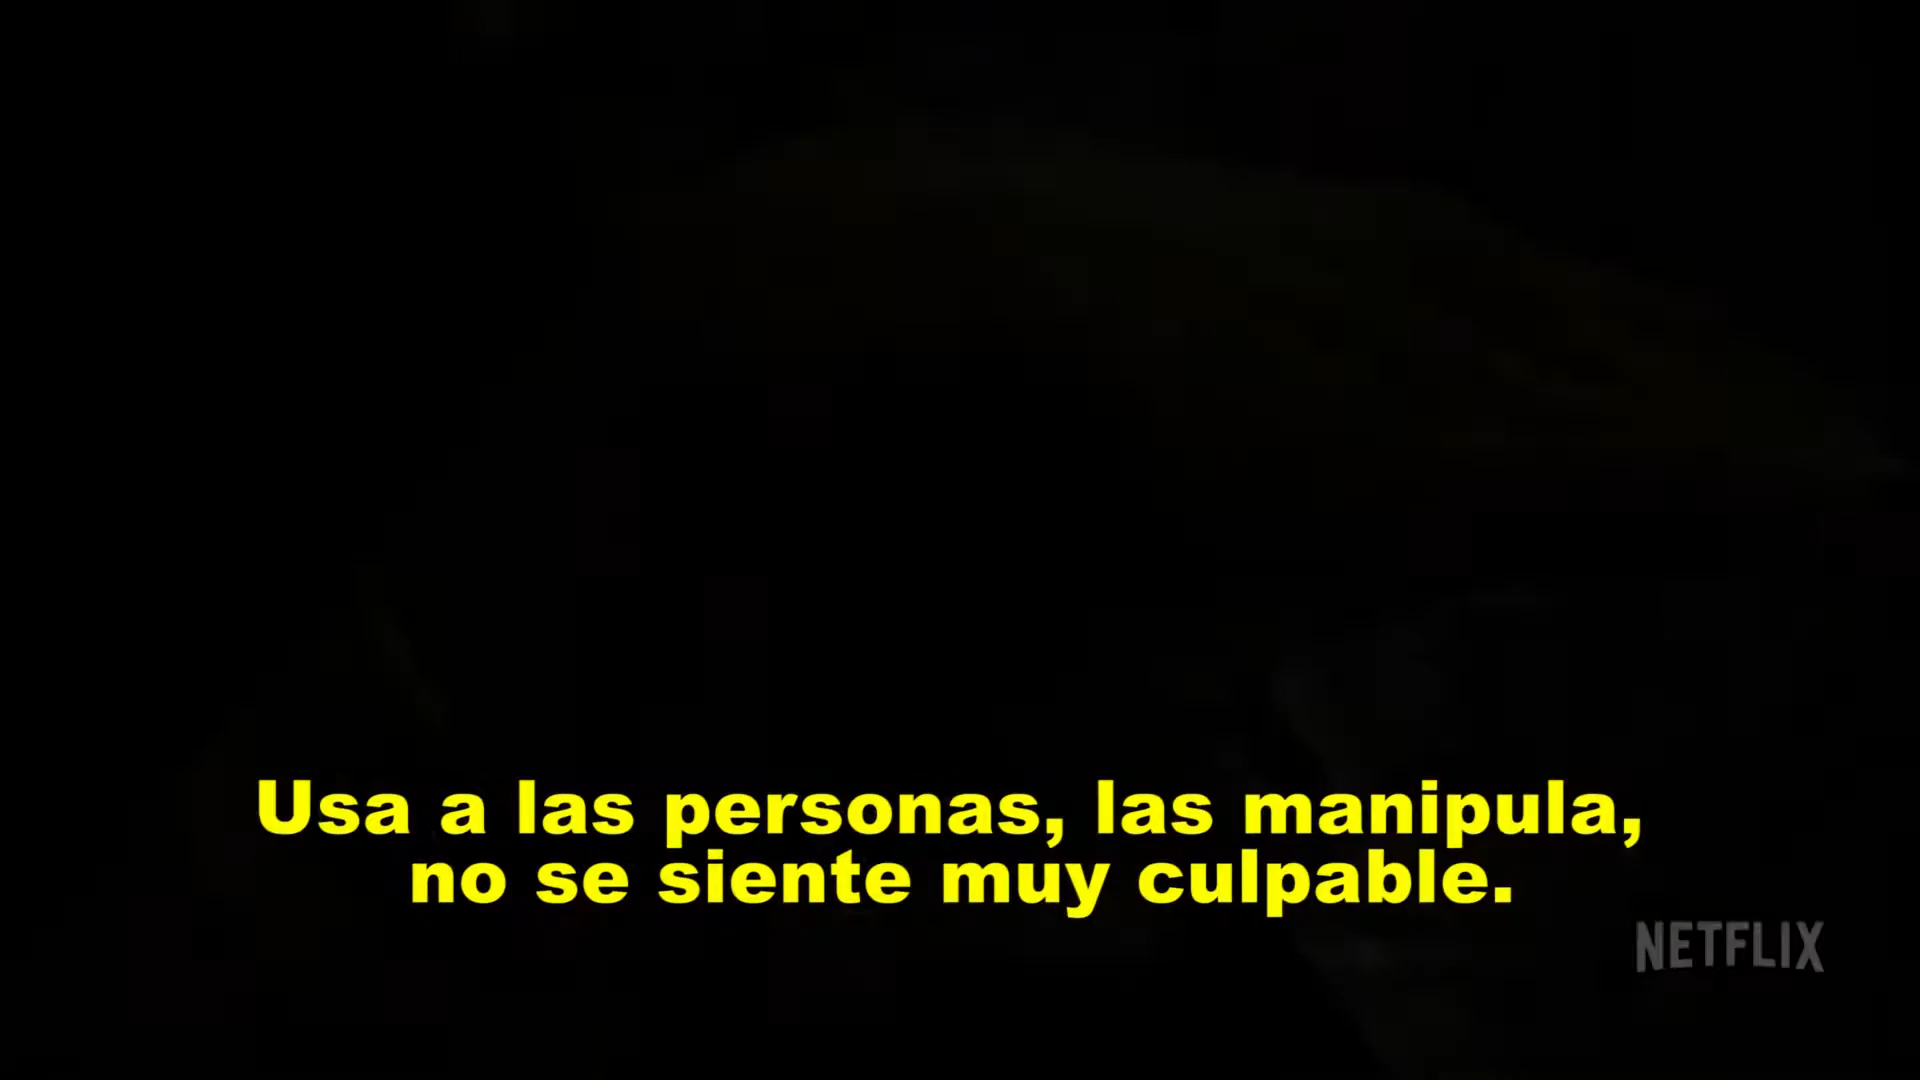 Usa a las personas, las manipula,
no se siente muy culpable.
NETFLIX